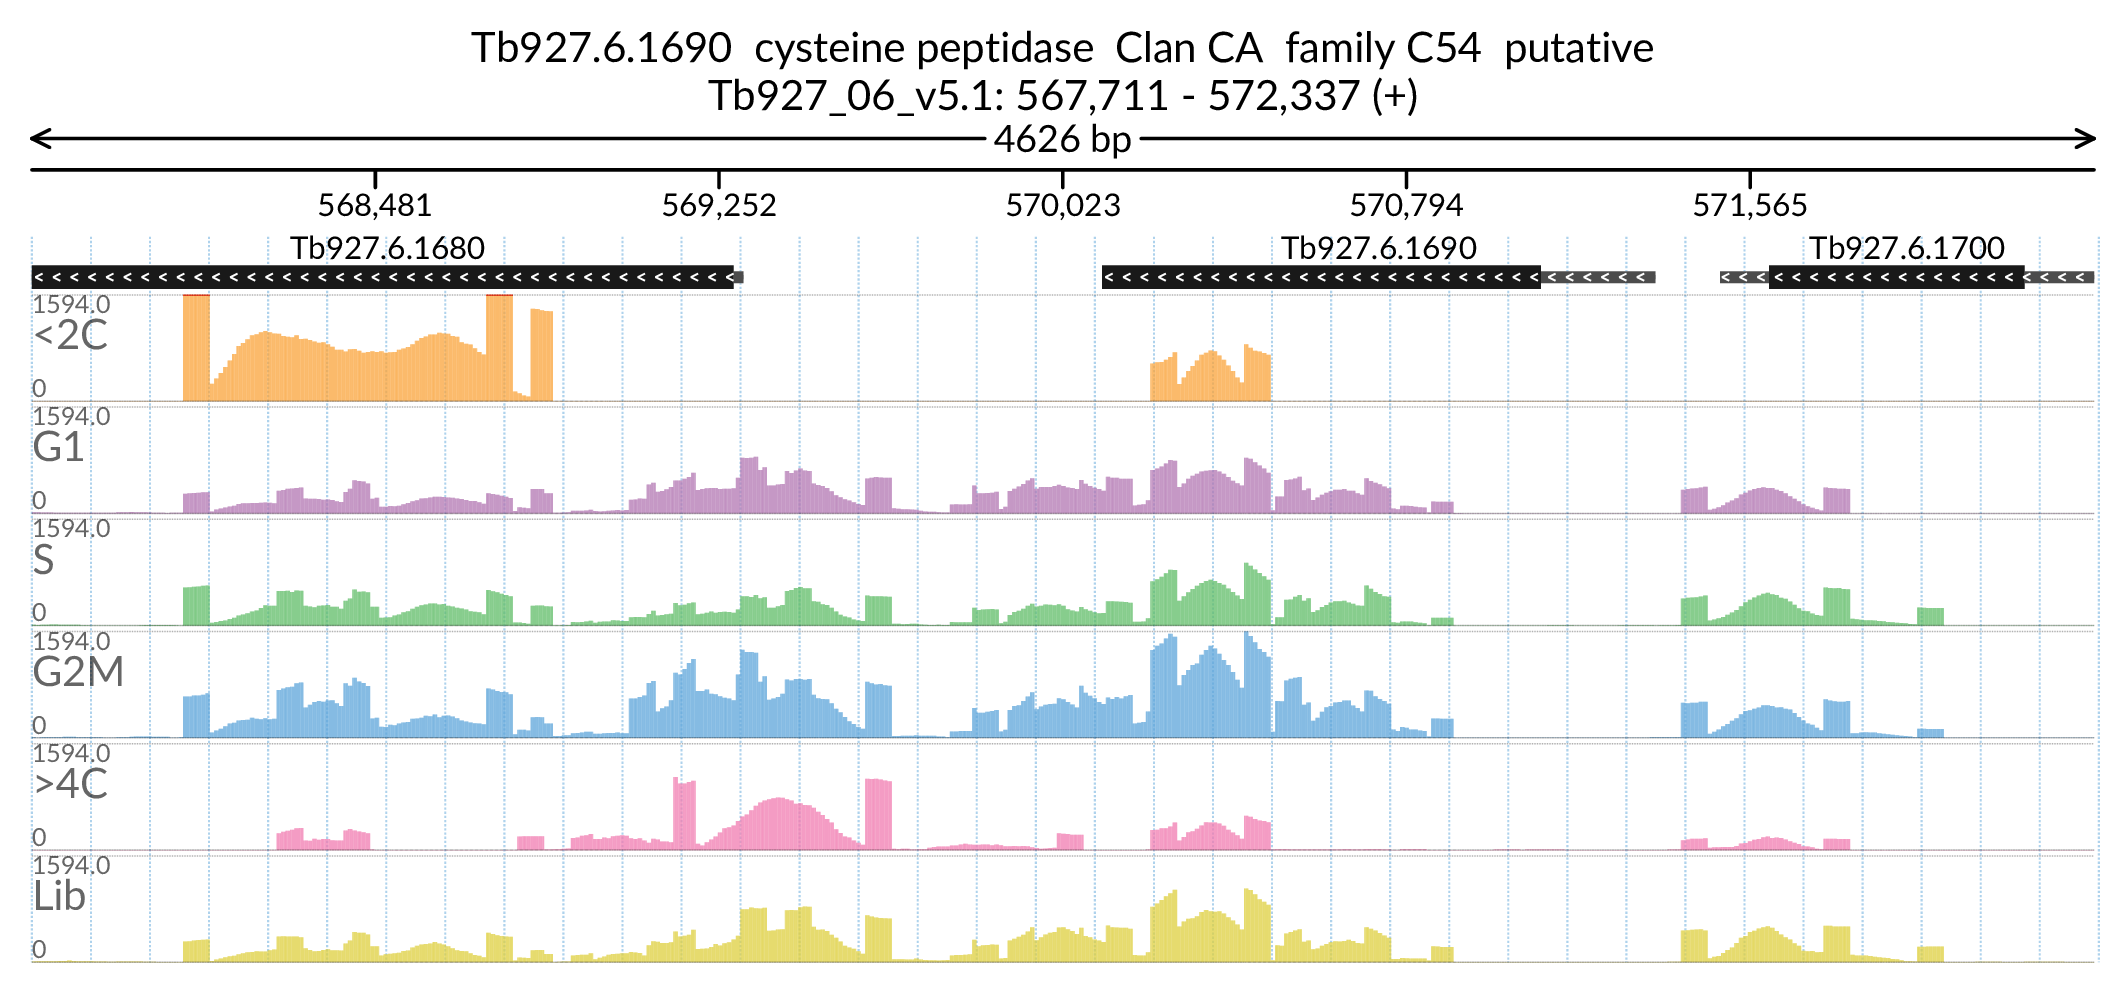 Tb927.6.1690 cysteine peptidase Clan CA family C54 putative
Tb927_06_v5.1: 567,711 - 572,337 (+)
4626 bp
568,481 569,252 570,023 570,794 571,565
Tb927.6.1680 Tb927.6.1690 Tb927.6.1700
1594.0
<2C
0
1594.0
G1
0
1594.0
S
0
1594.0
G2M
0
1594.0
>4C
0
1594.0
Lib
0